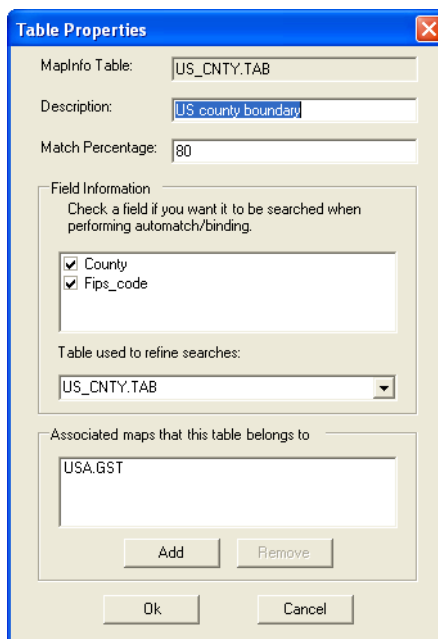 Table Properties
MapInfo Table: US_CNTY.TAB
Description: US county boundary
Match Percentage: 80
Field Information
Check a field if you want it to be searched when
performing automatch/binding.
County
Fips_code
Table used to refine searches:
US_CNTY.TAB
Associated maps that this table belongs to
USA.GST
Add Remove
Ok Cancel